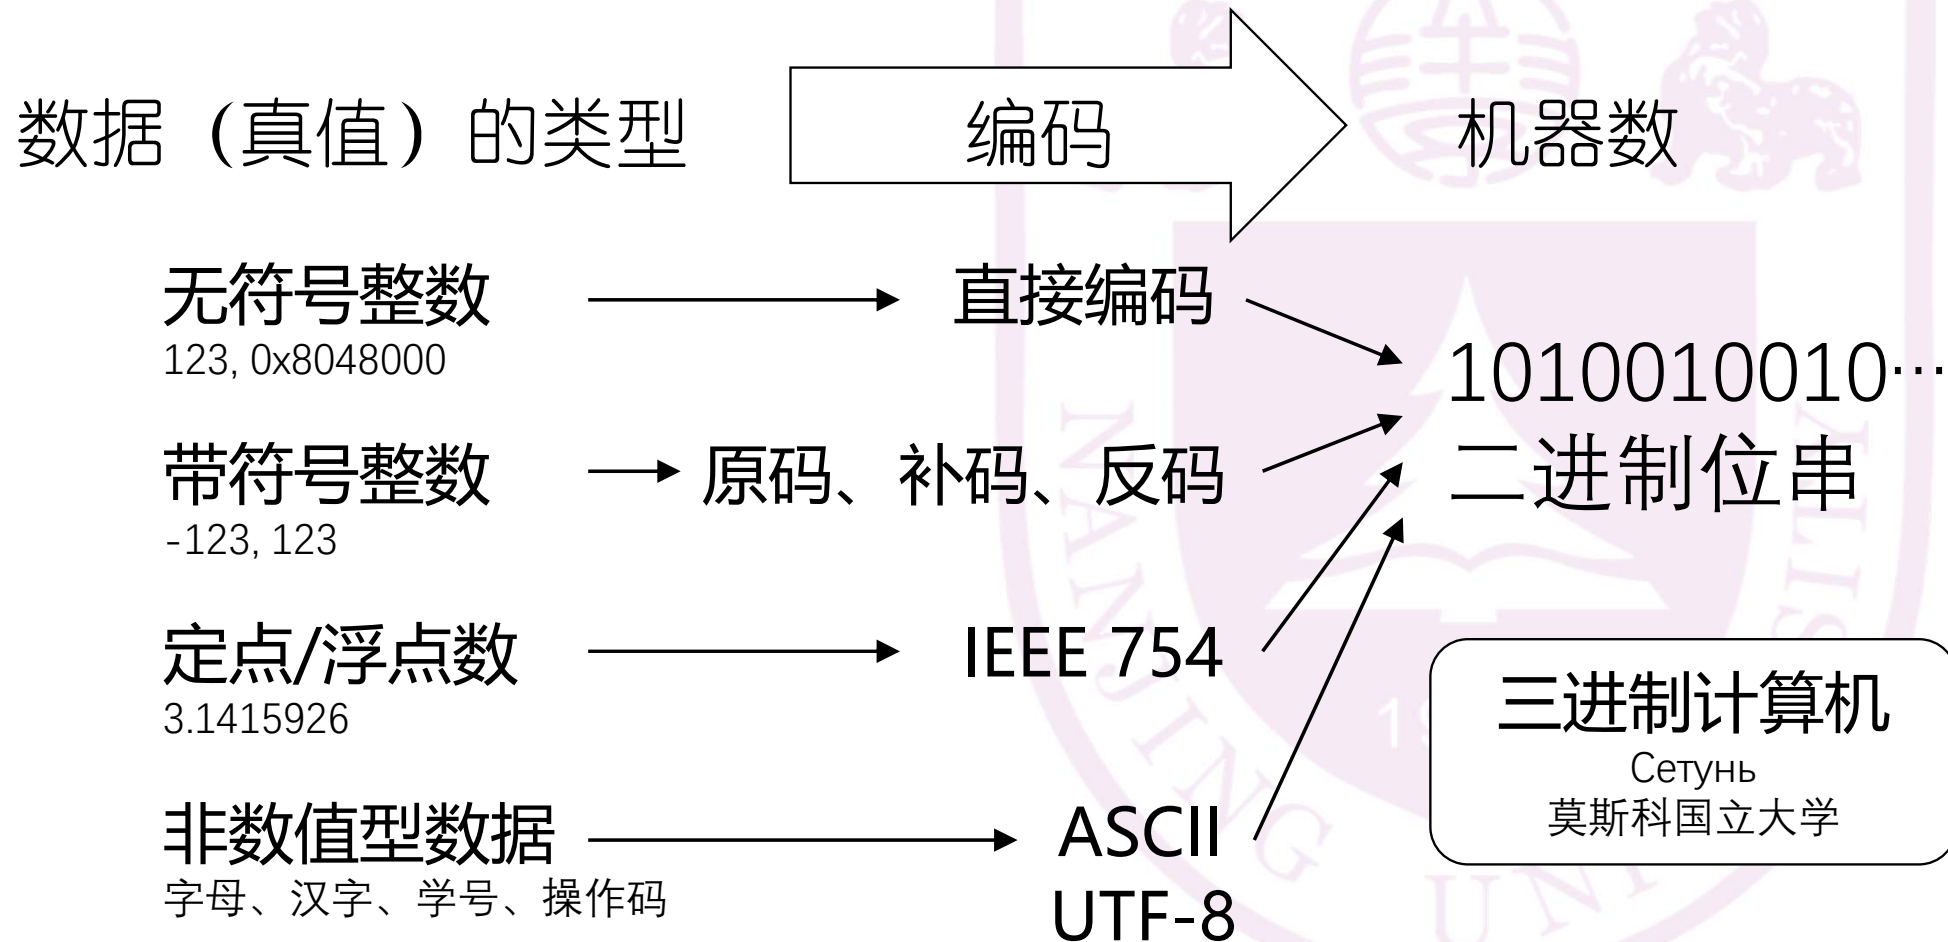 数据（真值）的类型
编码
机器数
无符号整数
123, 0x8048000
直接编码
带符号整数
-123, 123
原码、补码、反码
定点/浮点数
3.1415926
IEEE 754
非数值型数据
字母、汉字、学号、操作码
ASCII
UTF-8
1010010010…
二进制位串
三进制计算机
Сетунь
莫斯科国立大学
NANJING UNI